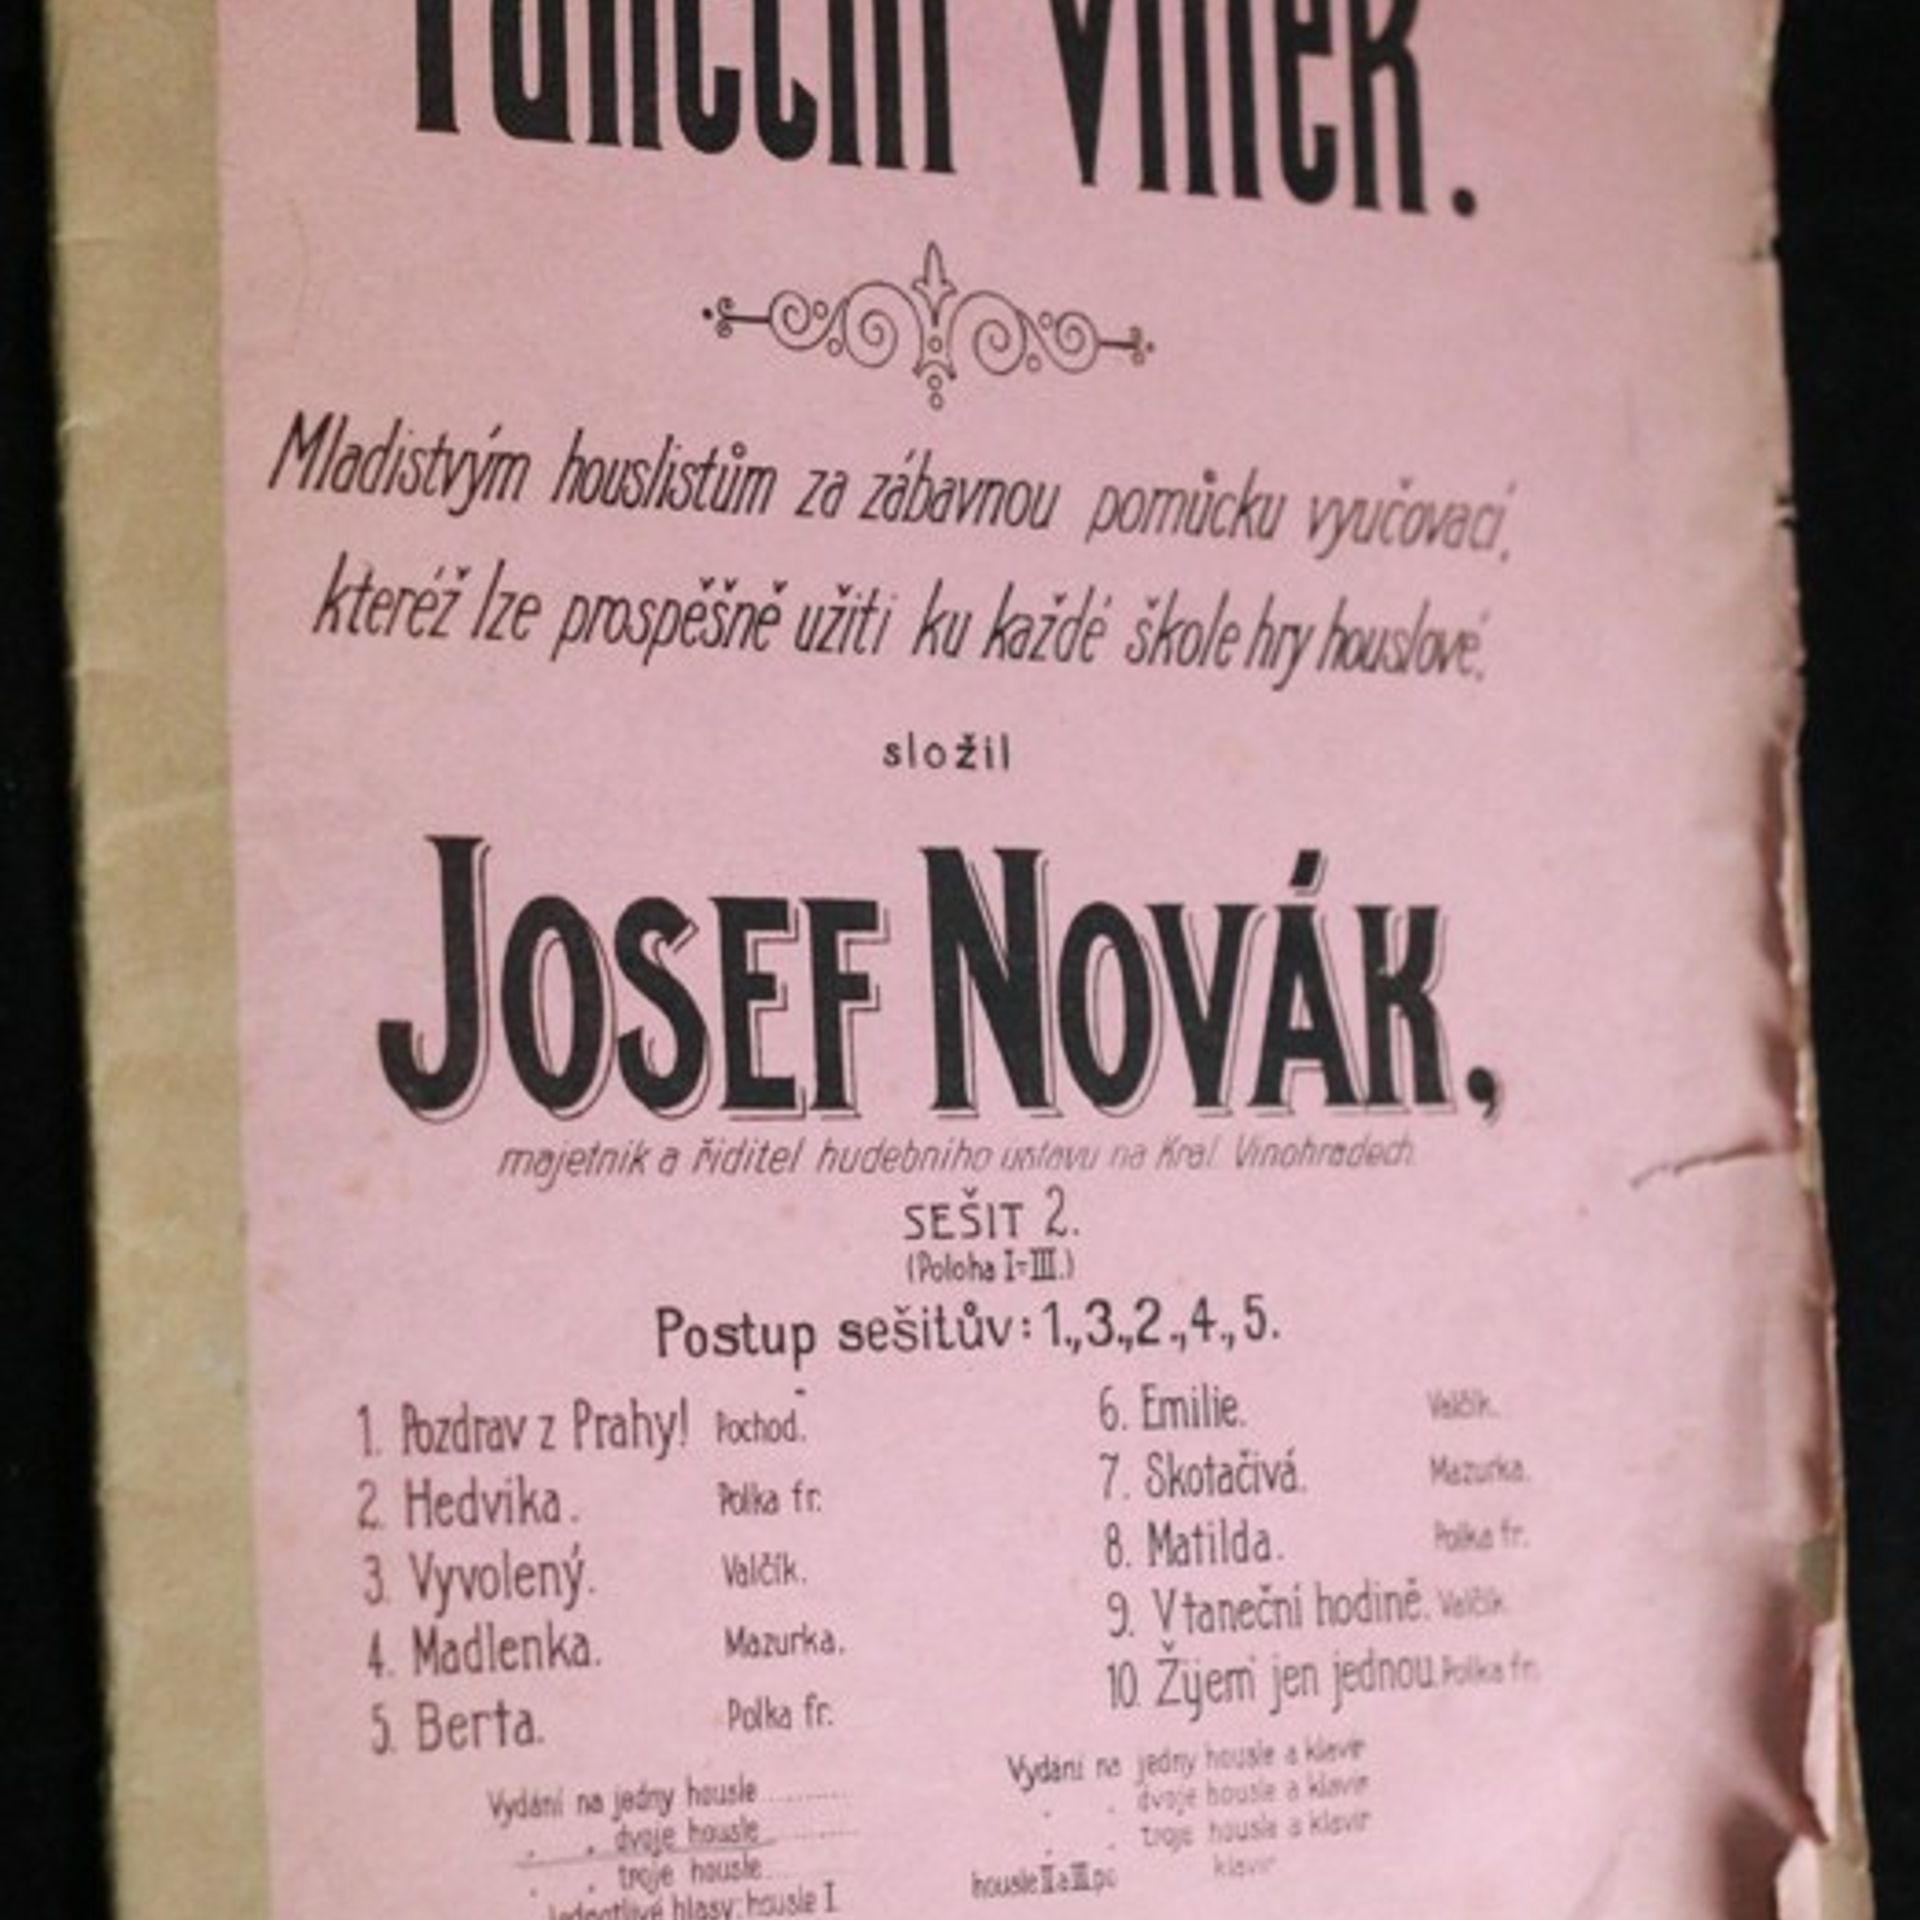 Taneční Vínek.
Mladistvým houslistům za zábavnou pomůcku vyučovací,
kteréž lze prospěšně užíti ku každé škole hry houslové,
složil
JOSEF NOVÁK,
majetník a řiditel hudebního ústavu na Král. Vinohradech.
SEŠIT 2.
(Poloha I-III.)
Postup sešitův: 1.,3.,2.,4.,5.
1. Pozdrav z Prahy! Pochod.
2. Hedvika. Polka fr.
3. Vyvolený. Valčík.
4. Madlenka. Mazurka.
5. Berta. Polka fr.
6. Emilie. Valčík.
7. Skotačivá. Mazurka.
8. Matilda. Polka fr.
9. V taneční hodině. Valčík
10. Žijem jen jednou. Polka fr.
Vydání na jedny housle
" " dvoje housle
" " troje housle
Jednotlivé hlasy: housle I.
Vydání na jedny housle a klavír
" " dvoje housle a klavír
" " troje housle a klavír
housle II a III po klavír